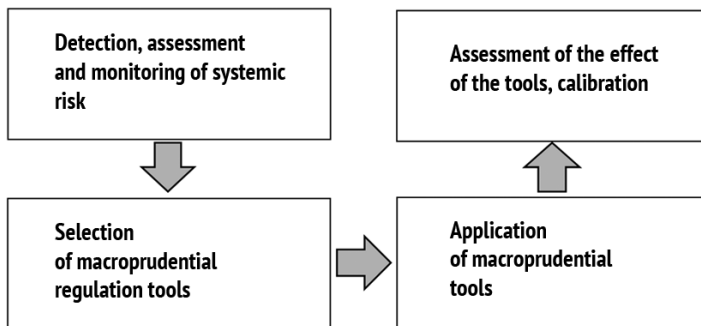 Detection, assessment
and monitoring of systemic
risk
Selection
of macroprudential
regulation tools
Application
of macroprudential
tools
Assessment of the effect
of the tools, calibration